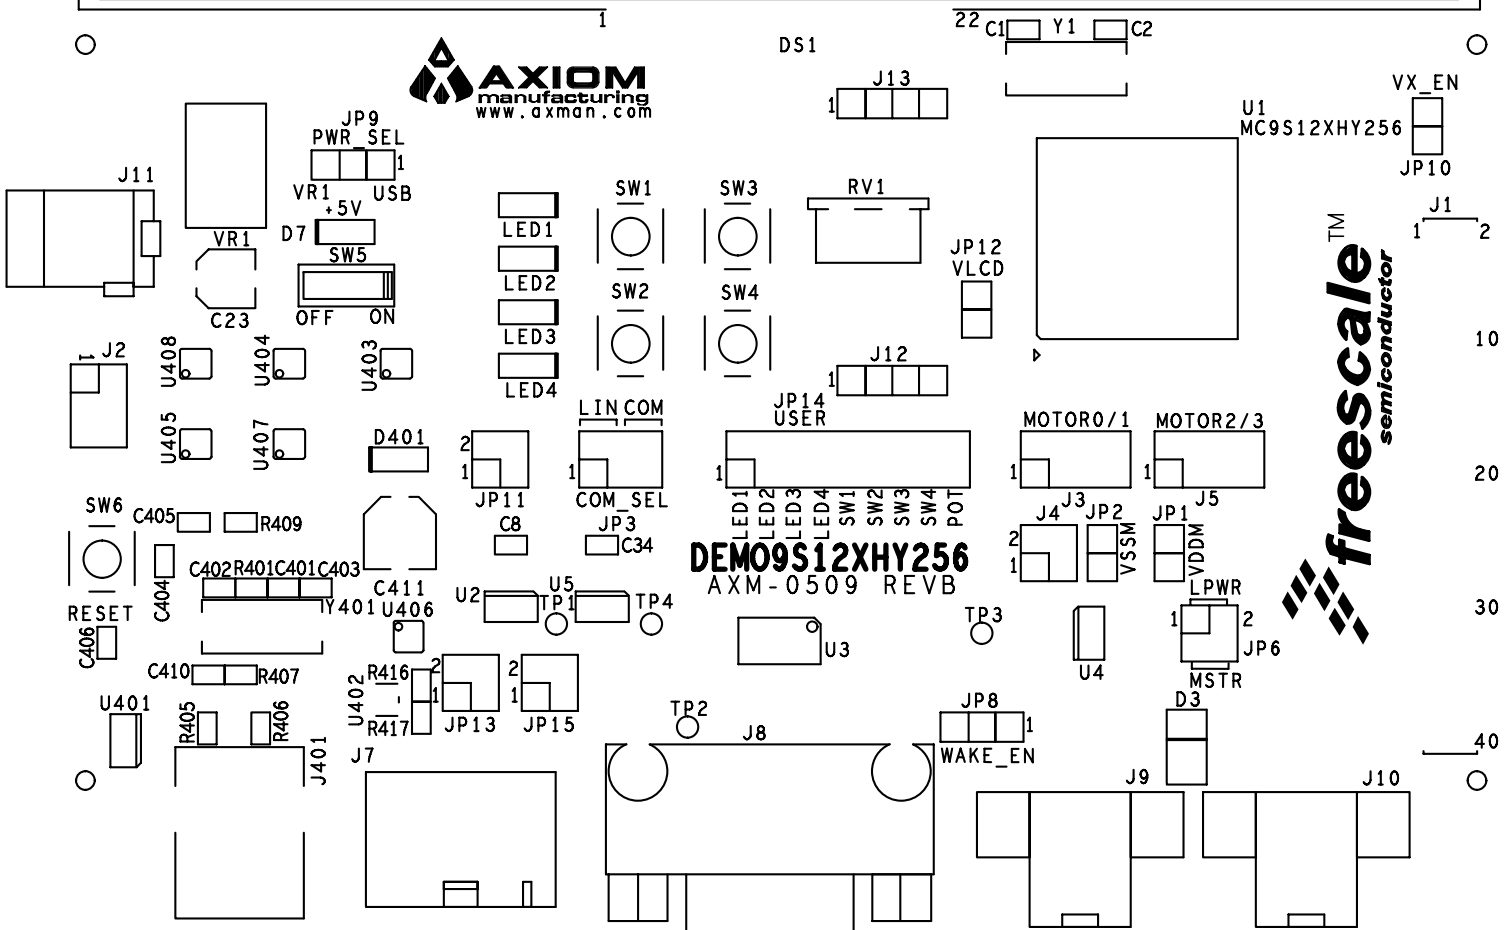 1
22
C1
Y1
C2
DS1
AXIOM
manufacturing
www.axman.com
J13
1
VX_EN
JP9
PWR_SEL
1
VR1
USB
U1
MC9S12XHY256
JP10
J11
+5V
D7
VR1
SW5
OFF
ON
C23
LED1
LED2
LED3
LED4
SW1
SW3
SW2
SW4
RV1
JP12
VLCD
J1
1
2
10
20
30
40
TM
freescale
semiconductor
J2
1
U408
U404
U403
U405
U407
J12
1
D401
2
1
JP11
LIN
COM
1
COM_SEL
JP14
USER
1
LED1
LED2
LED3
LED4
SW1
SW2
SW3
SW4
POT
MOTOR0/1
1
J3
MOTOR2/3
1
J5
SW6
RESET
C405
R409
C404
C402
R401
C401
C403
Y401
C411
C8
JP3
C34
DEMO9S12XHY256
AXM-0509 REVB
J4
2
1
JP2
VSSM
JP1
VDDM
U2
U5
TP1
TP4
U406
C406
C410
R407
R416
R417
U402
2
1
JP13
2
1
JP15
U3
TP3
U4
LPWR
1
2
JP6
MSTR
U401
R405
R406
J401
J7
TP2
J8
JP8
1
WAKE_EN
D3
J9
J10